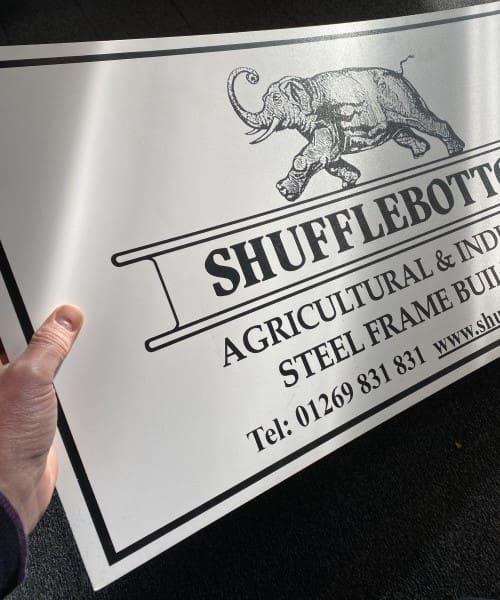 SHUFFLEBOTTO
AGRICULTURAL & INDU
STEEL FRAME BUIL
Tel: 01269 831 831 www.shu